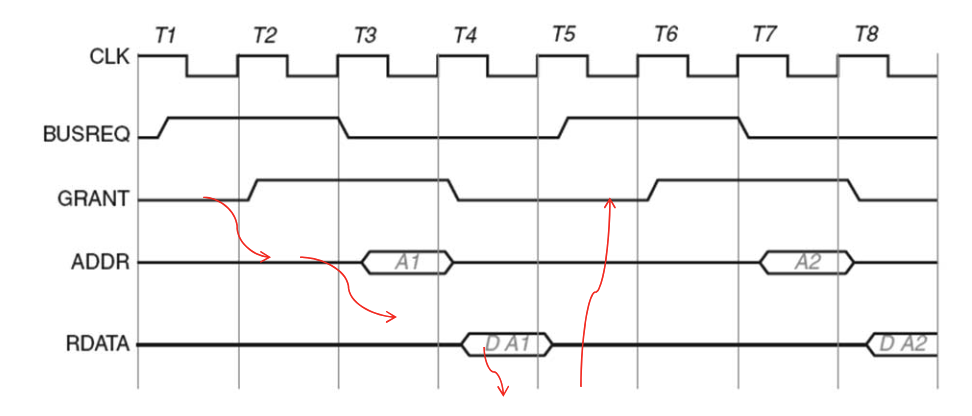 T1 T2 T3 T4 T5 T6 T7 T8
CLK
BUSREQ
GRANT
ADDR A1 A2
RDATA D A1 D A2